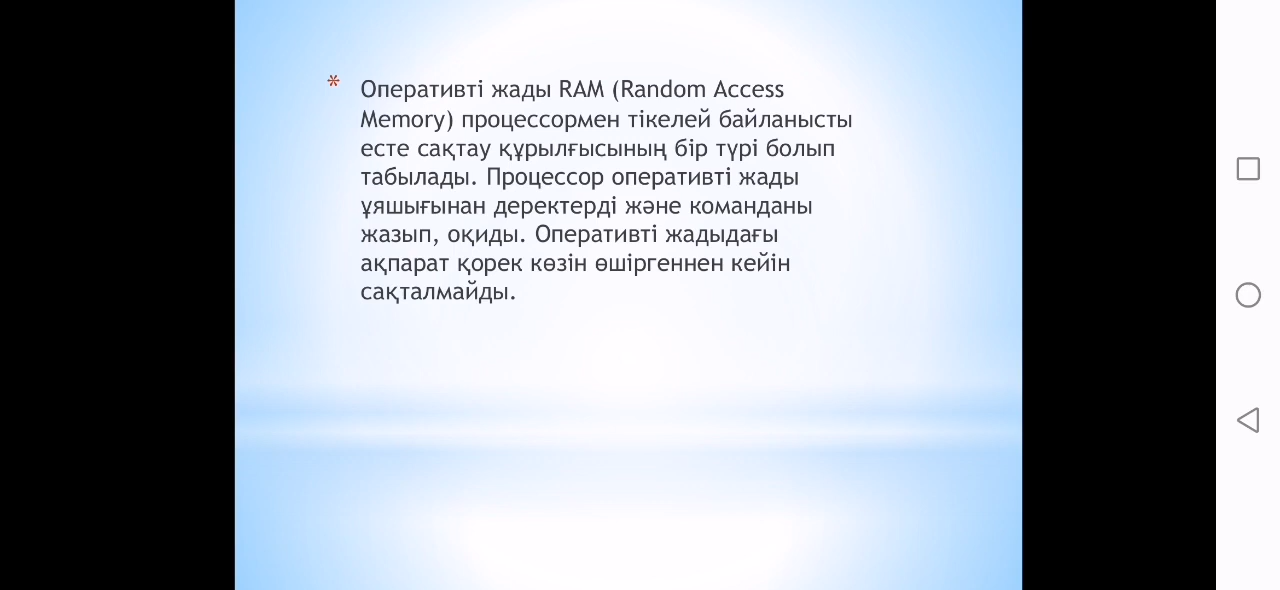 * Оперативті жады RAM (Random Access
Memory) процессормен тікелей байланысты
есте сақтау құрылғысының бір түрі болып
табылады. Процессор оперативті жады
ұяшығынан деректерді және команданы
жазып, оқиды. Оперативті жадыдағы
ақпарат қорек көзін өшіргеннен кейін
сақталмайды.